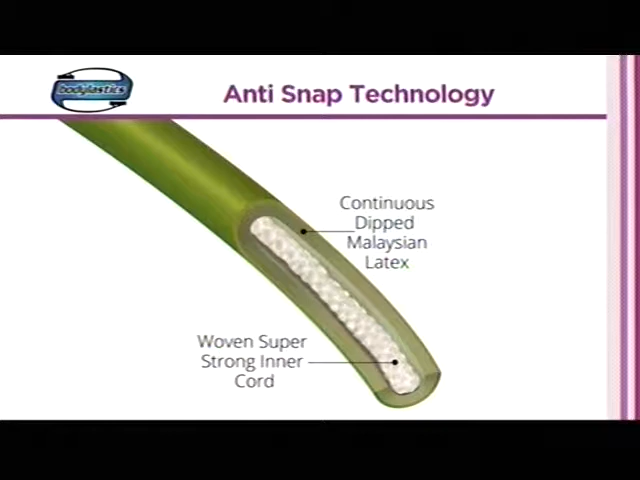 bodylastics
Anti Snap Technology
Continuous
Dipped
Malaysian
Latex
Woven Super
Strong Inner
Cord